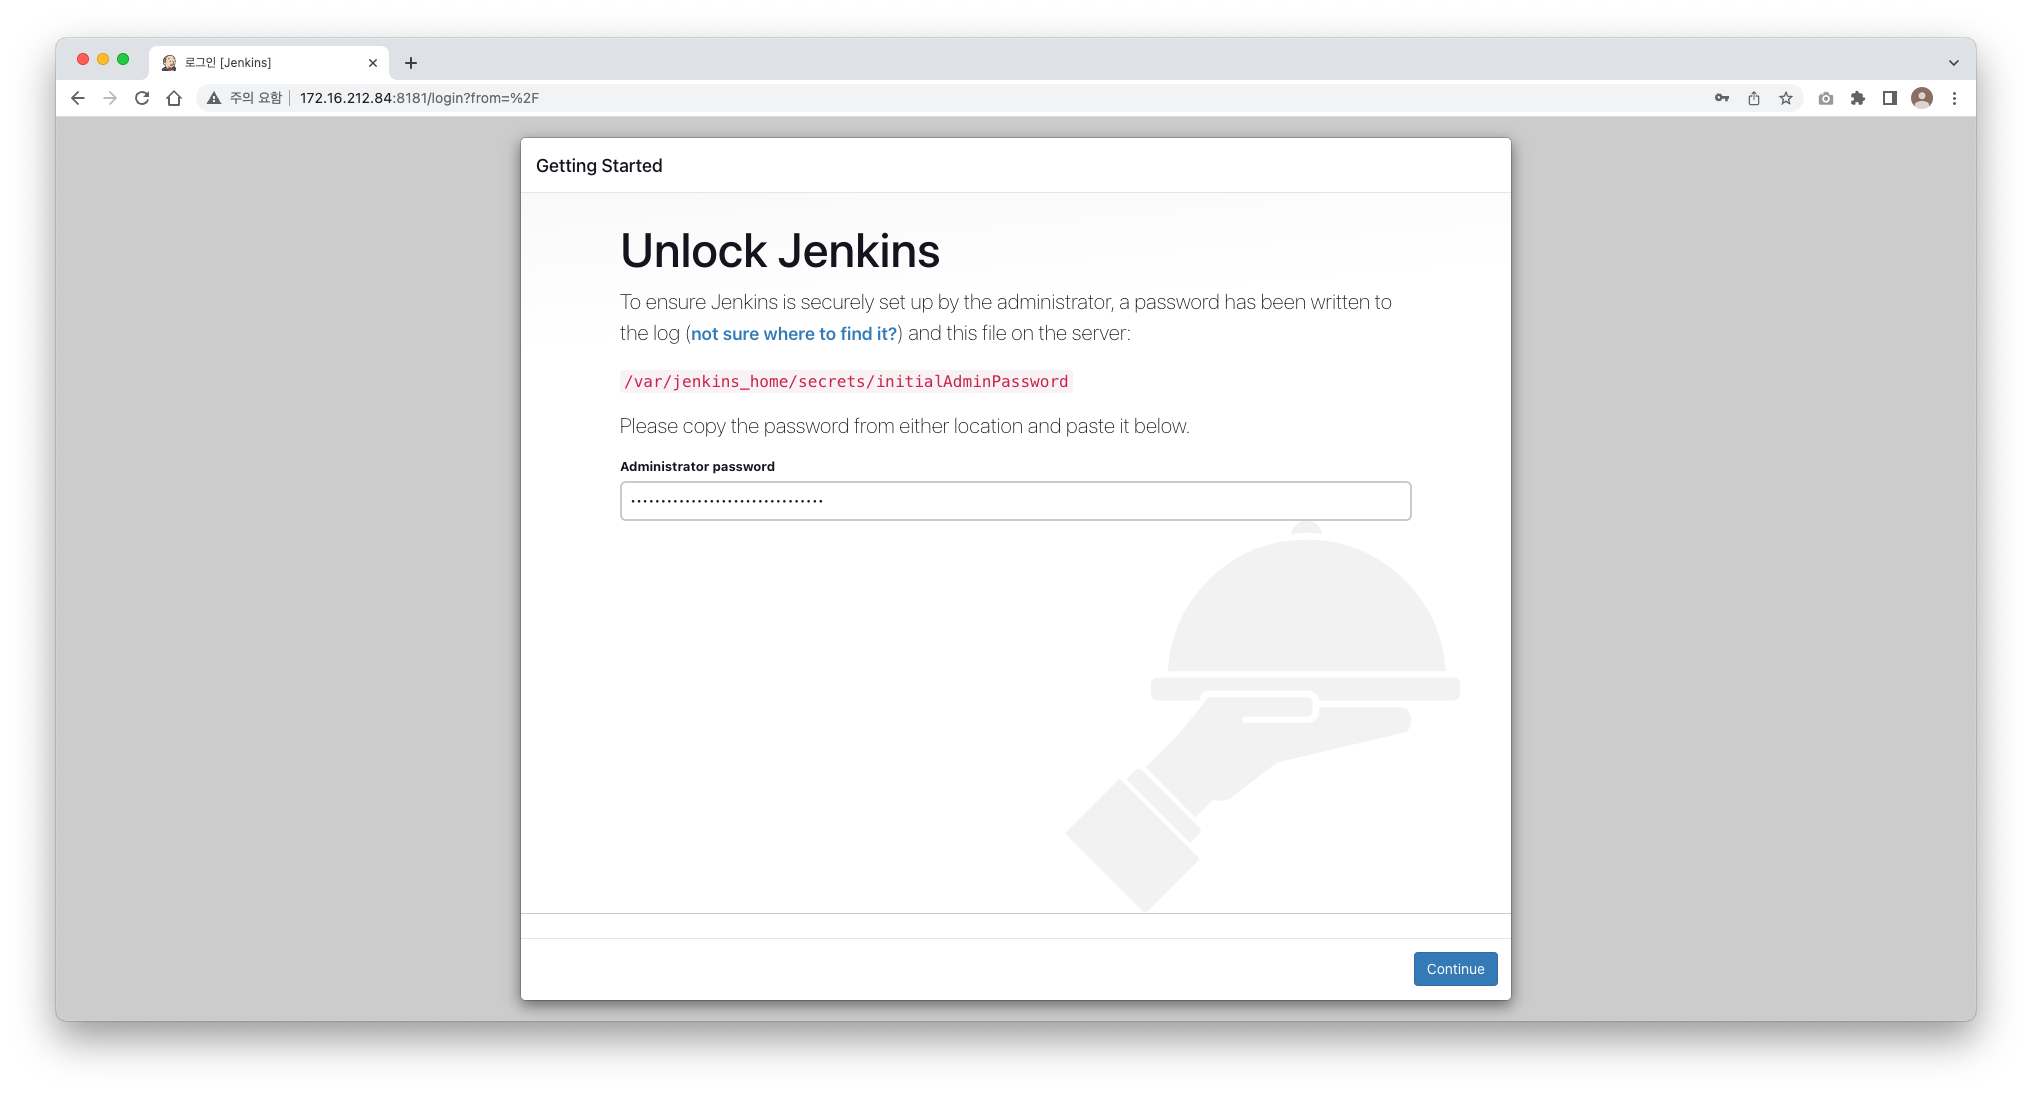 로그인 [Jenkins]
주의 요함 172.16.212.84:8181/login?from=%2F
Getting Started
Unlock Jenkins
To ensure Jenkins is securely set up by the administrator, a password has been written to
the log (not sure where to find it?) and this file on the server:
/var/jenkins_home/secrets/initialAdminPassword
Please copy the password from either location and paste it below.
Administrator password
••••••••••••••••••••••••••••••••
Continue